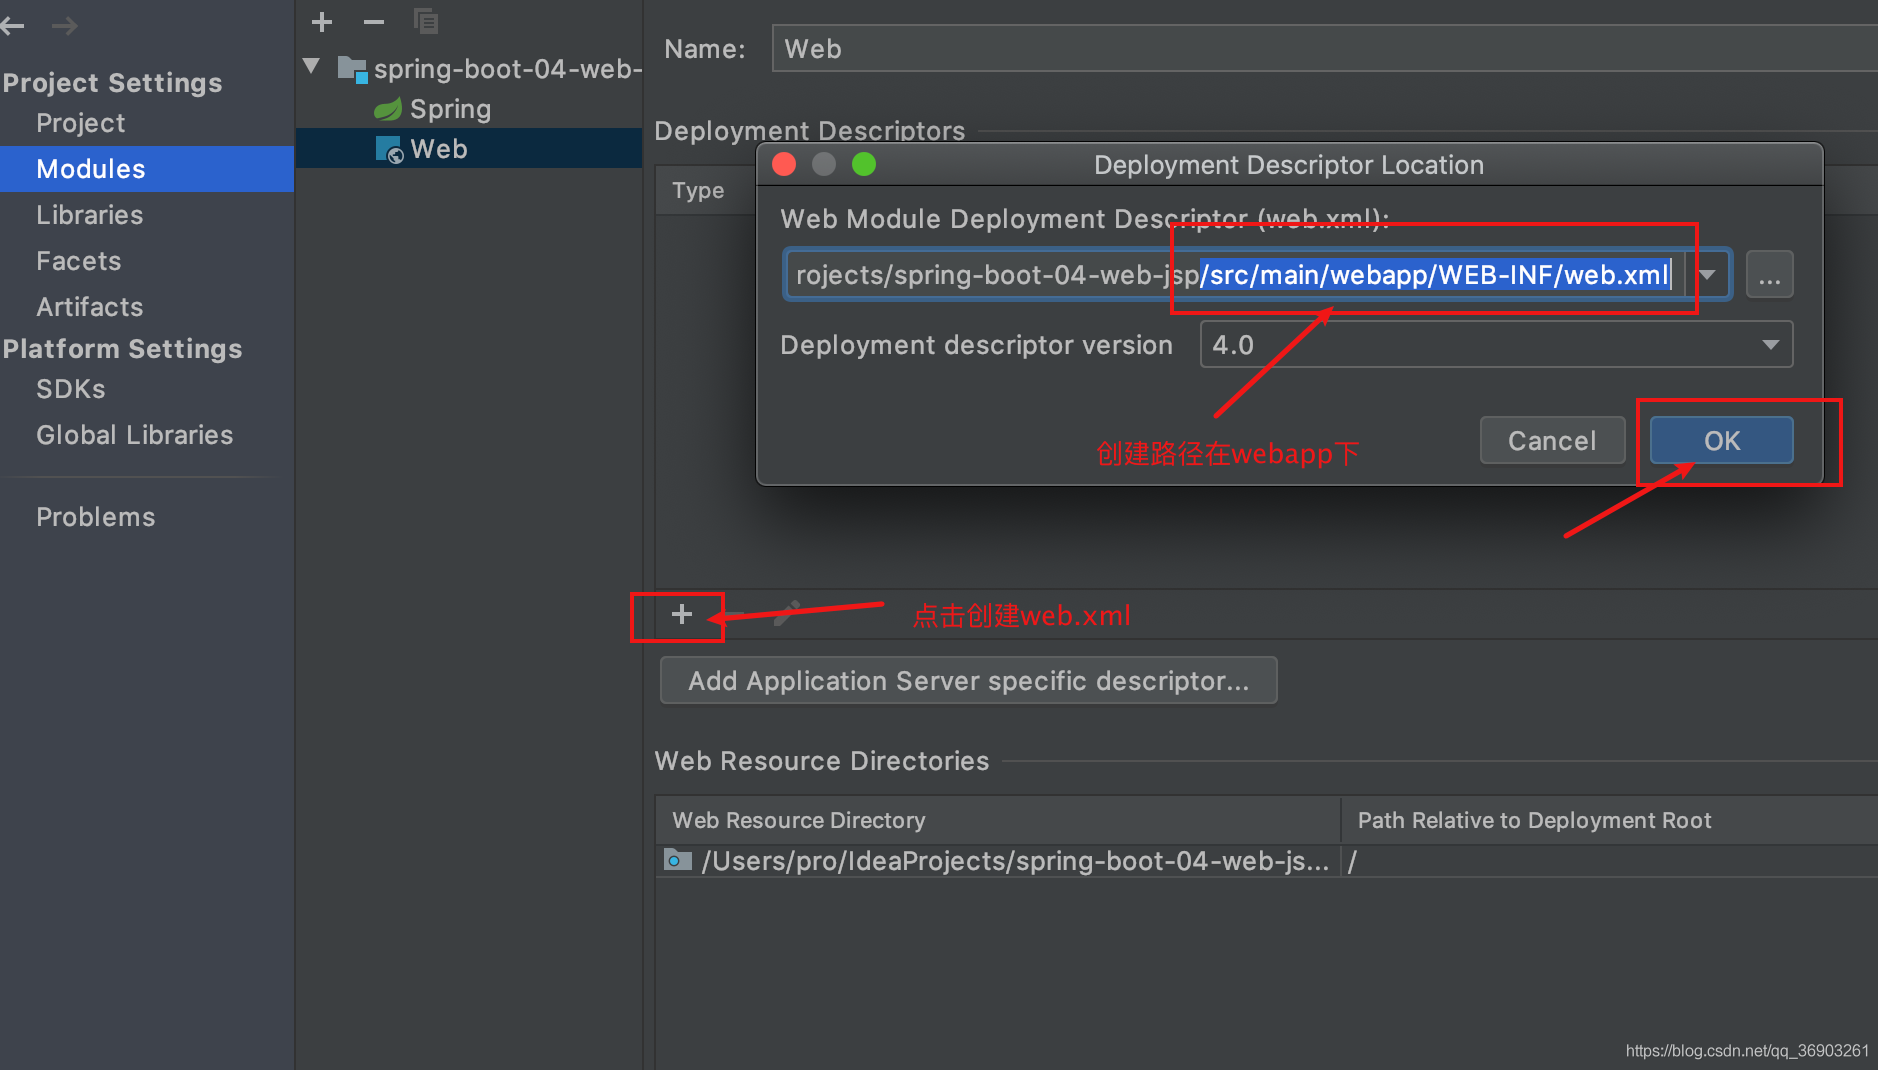 Project Settings
Project
Modules
Libraries
Facets
Artifacts
Platform Settings
SDKs
Global Libraries
Problems
spring-boot-04-web-
Spring
Web
Name:
Web
Deployment Descriptors
Type
Deployment Descriptor Location
Web Module Deployment Descriptor (web.xml):
rojects/spring-boot-04-web-jsp/src/main/webapp/WEB-INF/web.xml
...
Deployment descriptor version
4.0
创建路径在webapp下
Cancel
OK
点击创建web.xml
Add Application Server specific descriptor...
Web Resource Directories
Web Resource Directory
Path Relative to Deployment Root
/Users/pro/IdeaProjects/spring-boot-04-web-js...
/
https://blog.csdn.net/qq_36903261